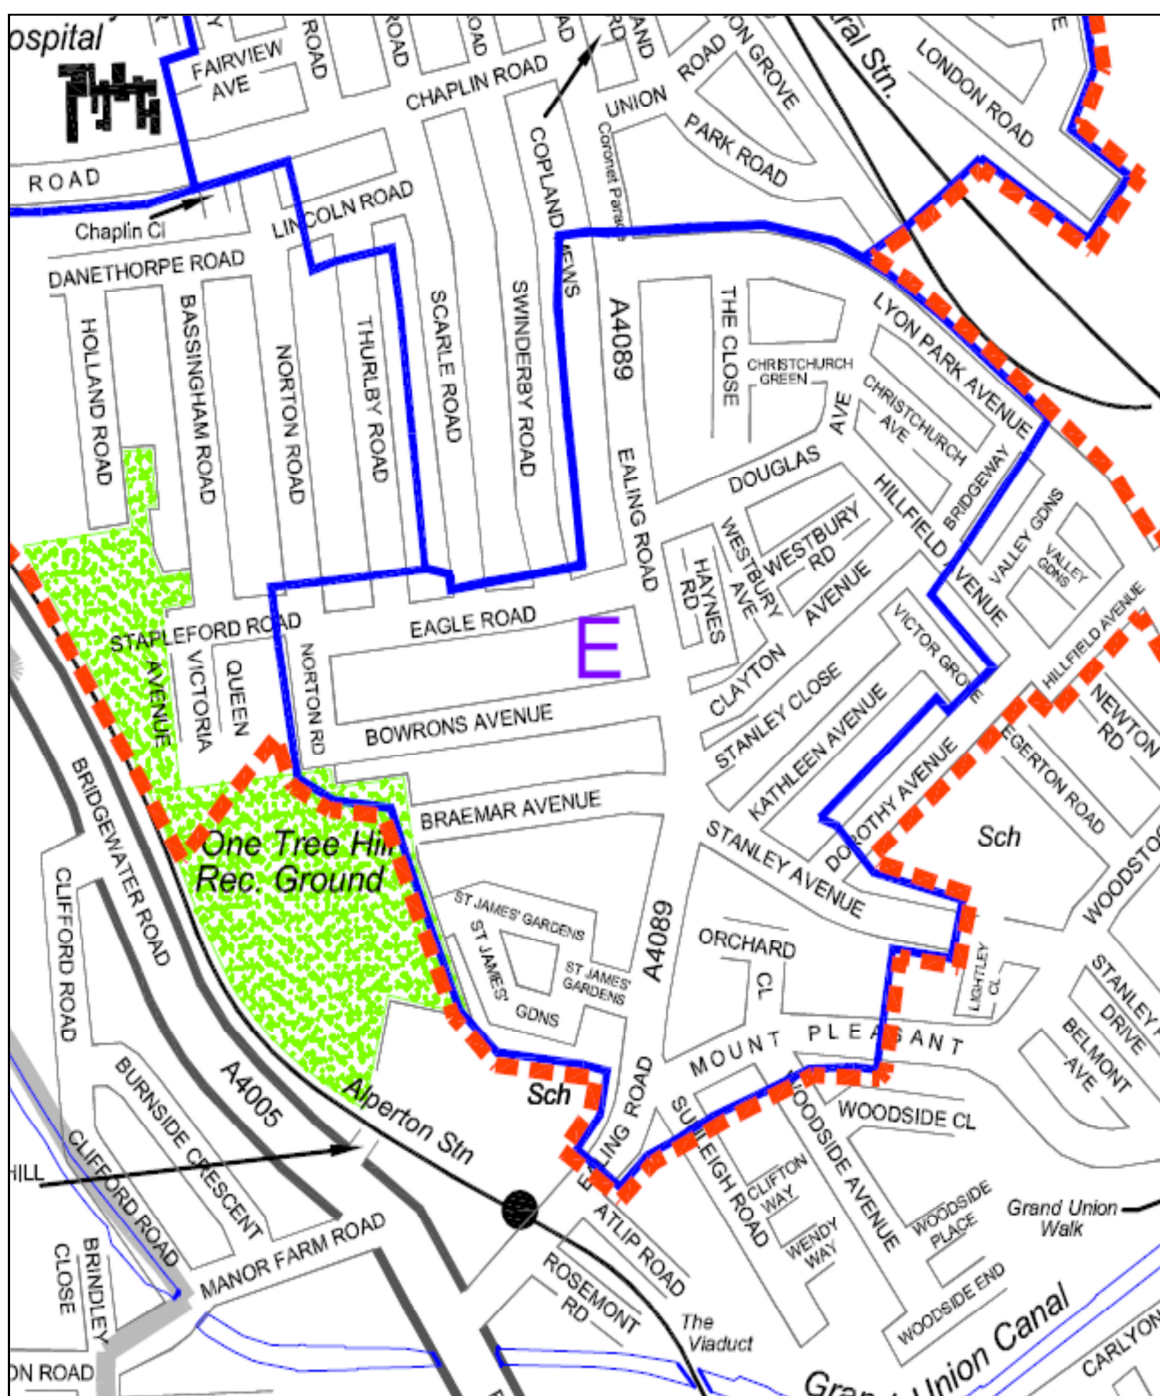 ospital
FAIRVIEW
AVE
ROAD
ROAD
ROAD
CHAPLIN ROAD
UNION
ROAD
ON GROVE
ral Stn.
LONDON ROAD
PARK ROAD
COPLAND MEWS
Coronet Parade
ROAD
Chaplin Cl
LINCOLN ROAD
DANETHORPE ROAD
HOLLAND ROAD
BASSINGHAM ROAD
NORTON ROAD
THURLBY ROAD
SCARLE ROAD
SWINDERBY ROAD
A4089
THE CLOSE
CHRISTCHURCH
GREEN
LYON PARK AVENUE
CHRISTCHURCH
AVE
AVE
DOUGLAS
BRIDGEWAY
HILLFIELD AVENUE
VALLEY GDNS
VALLEY
GDNS
EALING ROAD
WESTBURY
RD
WESTBURY
AVE
HAYNES
RD
CLAYTON
AVENUE
VICTOR GROVE
HILLFIELD AVENUE
STAPLEFORD ROAD
EAGLE ROAD
E
AVENUE
VICTORIA
QUEEN
NORTON RD
BOWRONS AVENUE
STANLEY CLOSE
KATHLEEN AVENUE
DOROTHY AVENUE
NEWTON
RD
EGERTON ROAD
Sch
WOODSTOC
BRIDGEWATER ROAD
One Tree Hill
Rec. Ground
BRAEMAR AVENUE
STANLEY AVENUE
CLIFFORD ROAD
ST JAMES' GARDENS
ST JAMES'
GDNS
ST JAMES'
GARDENS
A4089
ORCHARD
CL
LIGHTLEY
CL
STANLEY
DRIVE
BELMONT
AVE
MOUNT PLEASANT
A4005
BURNSIDE CRESCENT
Alperton Stn
Sch
EALING ROAD
SUNLEIGH ROAD
WOODSIDE AVENUE
WOODSIDE CL
HILL
CLIFFORD ROAD
CLIFTON
WAY
WENDY
WAY
WOODSIDE
PLACE
Grand Union
Walk
BRINDLEY
CLOSE
MANOR FARM ROAD
ATLIP ROAD
ROSEMONT
RD
WOODSIDE END
The
Viaduct
Grand Union Canal
CARLYON
ON ROAD